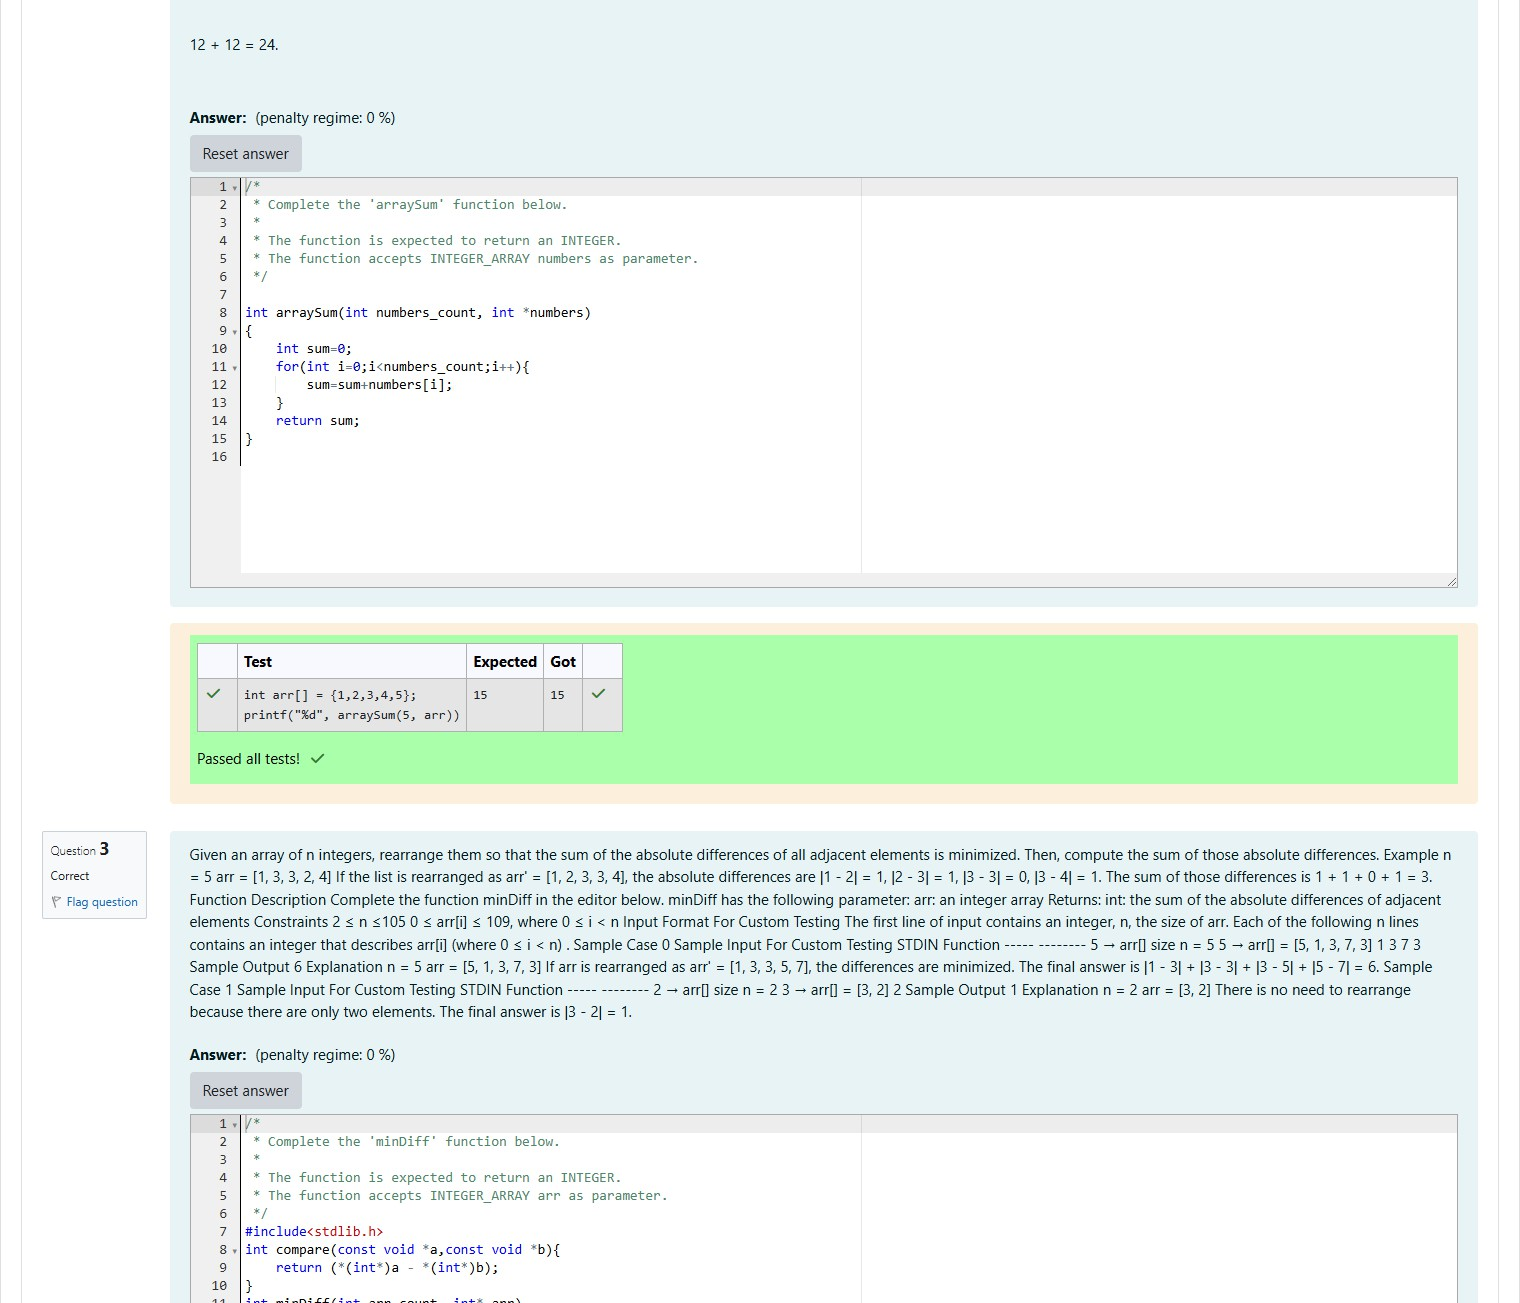 12 + 12 = 24.
Answer: (penalty regime: 0 %)
Reset answer
1 /*
2 * Complete the 'arraySum' function below.
3 *
4 * The function is expected to return an INTEGER.
5 * The function accepts INTEGER_ARRAY numbers as parameter.
6 */
7
8 int arraySum(int numbers_count, int *numbers)
9 {
10 int sum=0;
11 for(int i=0;i<numbers_count;i++){
12 sum=sum+numbers[i];
13 }
14 return sum;
15 }
16
Test Expected Got
int arr[] = {1,2,3,4,5}; 15 15
printf("%d", arraySum(5, arr))
Passed all tests!
Question 3
Correct
Flag question
Given an array of n integers, rearrange them so that the sum of the absolute differences of all adjacent elements is minimized. Then, compute the sum of those absolute differences. Example n
= 5 arr = [1, 3, 3, 2, 4] If the list is rearranged as arr' = [1, 2, 3, 3, 4], the absolute differences are |1 - 2| = 1, |2 - 3| = 1, |3 - 3| = 0, |3 - 4| = 1. The sum of those differences is 1 + 1 + 0 + 1 = 3.
Function Description Complete the function minDiff in the editor below. minDiff has the following parameter: arr: an integer array Returns: int: the sum of the absolute differences of adjacent
elements Constraints 2 ≤ n ≤105 0 ≤ arr[i] ≤ 109, where 0 ≤ i < n Input Format For Custom Testing The first line of input contains an integer, n, the size of arr. Each of the following n lines
contains an integer that describes arr[i] (where 0 ≤ i < n) . Sample Case 0 Sample Input For Custom Testing STDIN Function ----- -------- 5 → arr[] size n = 5 5 → arr[] = [5, 1, 3, 7, 3] 1 3 7 3
Sample Output 6 Explanation n = 5 arr = [5, 1, 3, 7, 3] If arr is rearranged as arr' = [1, 3, 3, 5, 7], the differences are minimized. The final answer is |1 - 3| + |3 - 3| + |3 - 5| + |5 - 7| = 6. Sample
Case 1 Sample Input For Custom Testing STDIN Function ----- -------- 2 → arr[] size n = 2 3 → arr[] = [3, 2] 2 Sample Output 1 Explanation n = 2 arr = [3, 2] There is no need to rearrange
because there are only two elements. The final answer is |3 - 2| = 1.
Answer: (penalty regime: 0 %)
Reset answer
1 /*
2 * Complete the 'minDiff' function below.
3 *
4 * The function is expected to return an INTEGER.
5 * The function accepts INTEGER_ARRAY arr as parameter.
6 */
7 #include<stdlib.h>
8 int compare(const void *a,const void *b){
9 return (*(int*)a - *(int*)b);
10 }
11 int minDiff(int arr_count, int* arr)